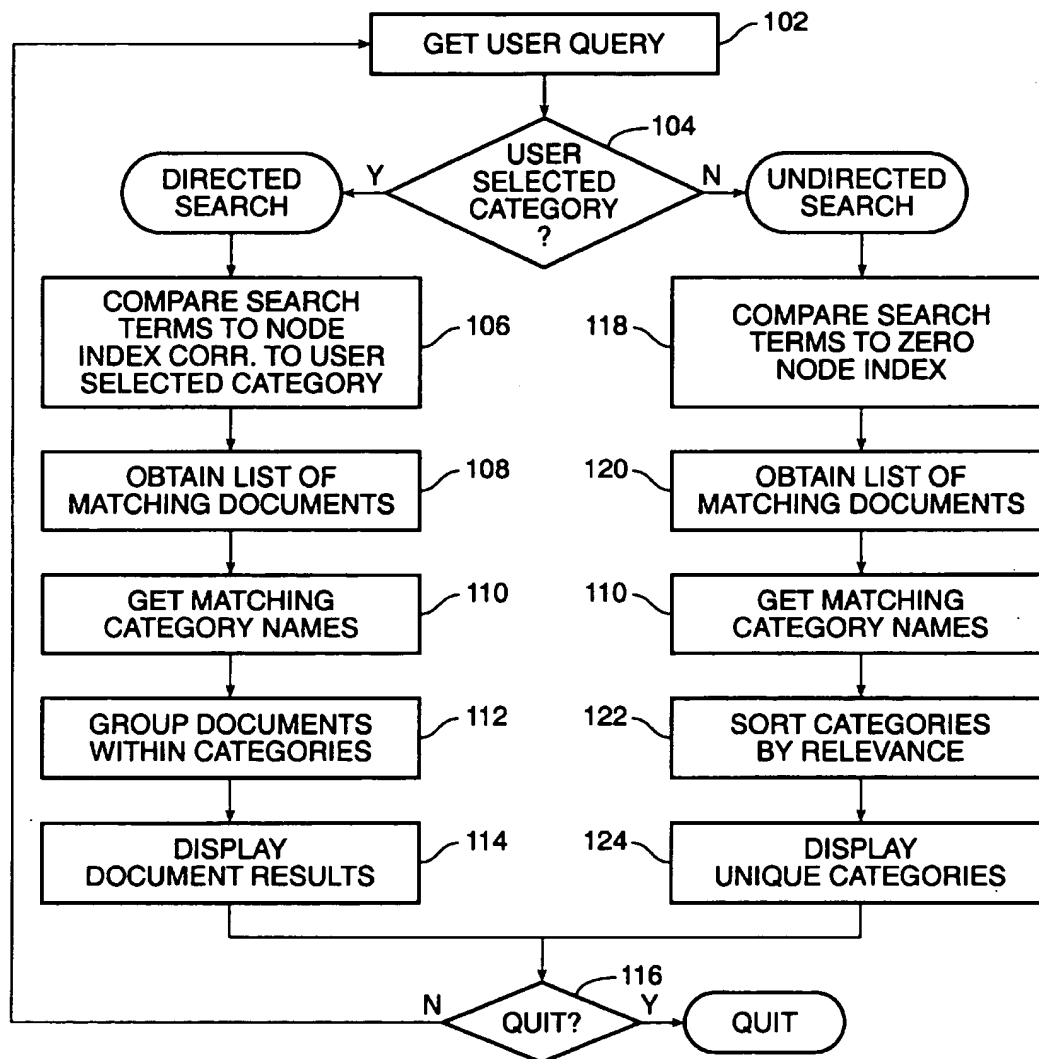 GET USER QUERY
102
104
USER
SELECTED
CATEGORY
?
Y
N
DIRECTED
SEARCH
UNDIRECTED
SEARCH
COMPARE SEARCH
TERMS TO NODE
INDEX CORR. TO USER
SELECTED CATEGORY
106
118
COMPARE SEARCH
TERMS TO ZERO
NODE INDEX
OBTAIN LIST OF
MATCHING DOCUMENTS
108
120
OBTAIN LIST OF
MATCHING DOCUMENTS
GET MATCHING
CATEGORY NAMES
110
110
GET MATCHING
CATEGORY NAMES
GROUP DOCUMENTS
WITHIN CATEGORIES
112
122
SORT CATEGORIES
BY RELEVANCE
DISPLAY
DOCUMENT RESULTS
114
124
DISPLAY
UNIQUE CATEGORIES
116
N
QUIT?
Y
QUIT